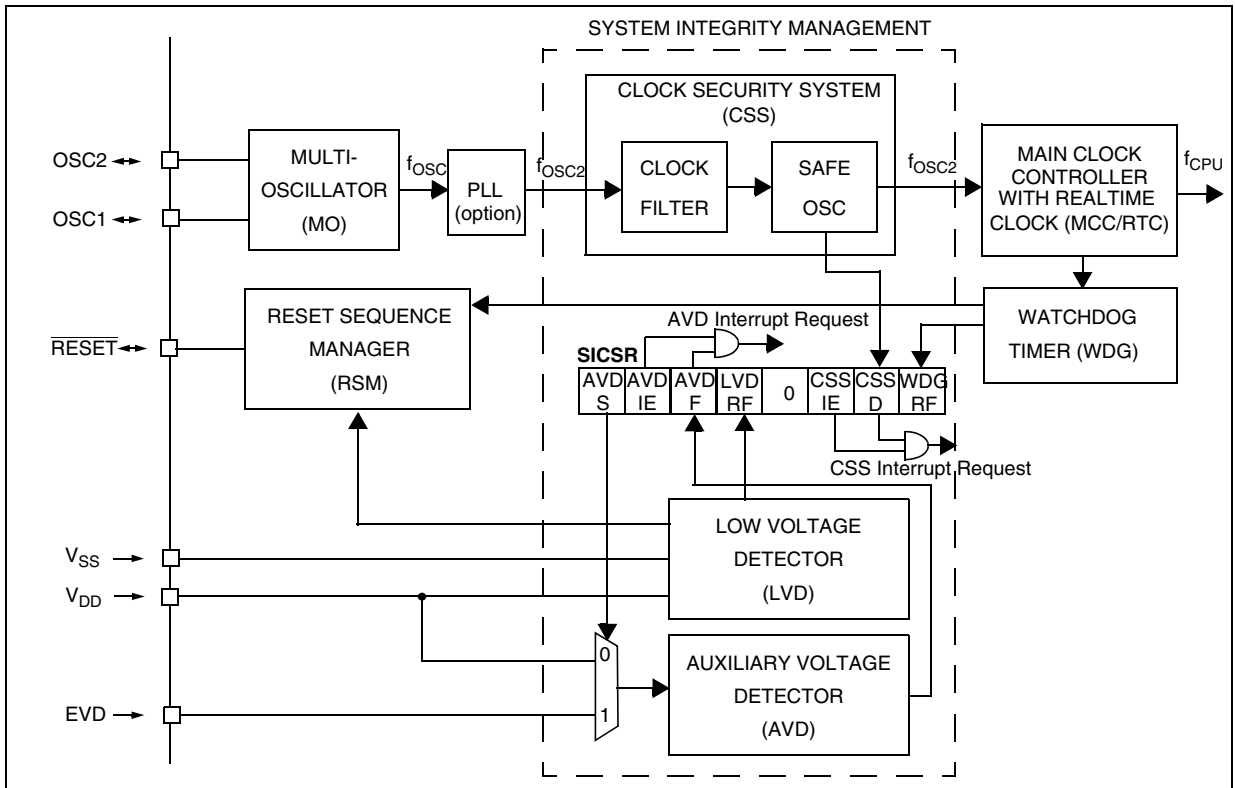 SYSTEM INTEGRITY MANAGEMENT
CLOCK SECURITY SYSTEM
(CSS)
OSC2
OSC1
MULTI-
OSCILLATOR
(MO)
fOSC
PLL
(option)
fOSC2
CLOCK
FILTER
SAFE
OSC
fOSC2
MAIN CLOCK
CONTROLLER
WITH REALTIME
CLOCK (MCC/RTC)
fCPU
RESET
RESET SEQUENCE
MANAGER
(RSM)
AVD Interrupt Request
WATCHDOG
TIMER (WDG)
SICSR
AVD
S
AVD
IE
AVD
F
LVD
RF
0
CSS
IE
CSS
D
WDG
RF
CSS Interrupt Request
LOW VOLTAGE
DETECTOR
(LVD)
VSS
VDD
0
1
AUXILIARY VOLTAGE
DETECTOR
(AVD)
EVD